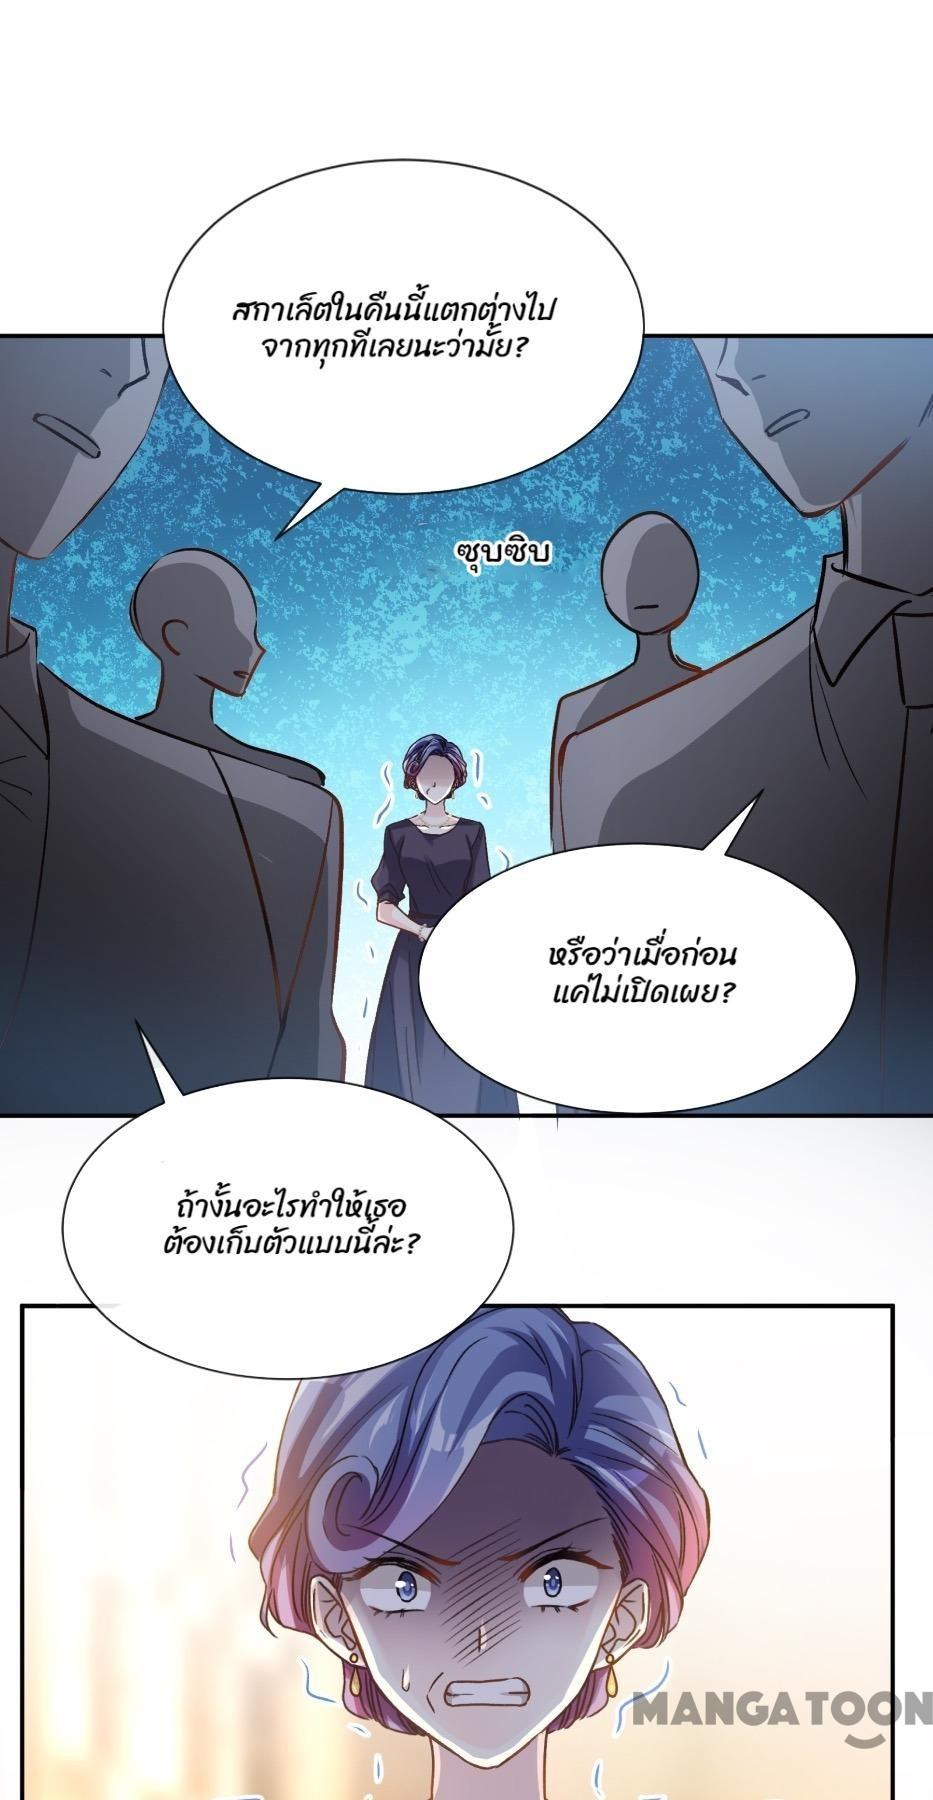 สกาเล็ตในคืนนี้แตกต่างไป
จากทุกทีเลยนะว่ามั้ย?
ซุบซิบ
หรือว่าเมื่อก่อน
แค่ไม่เปิดเผย?
ถ้างั้นอะไรทำให้เธอ
ต้องเก็บตัวแบบนี้ล่ะ?
MANGATOON